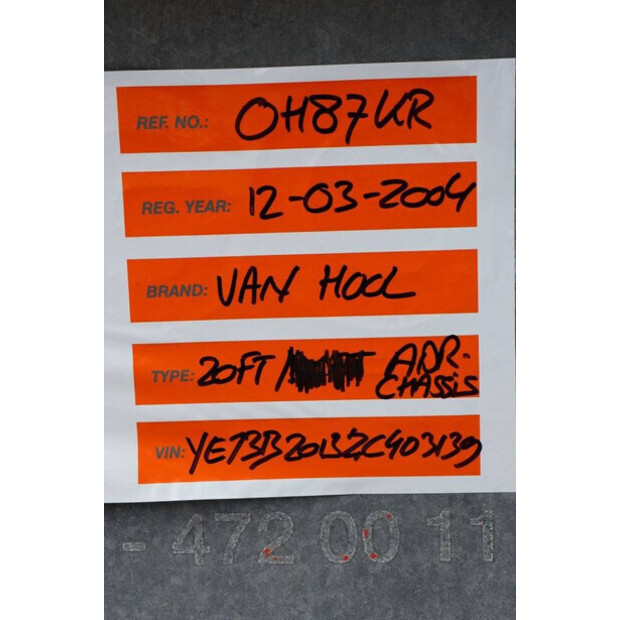 REF. NO.: OH87KR
REG. YEAR: 12-03-2004
BRAND: VAN HOOL
TYPE: 20FT ADR.
CHASSIS
VIN:
- 472 00 11